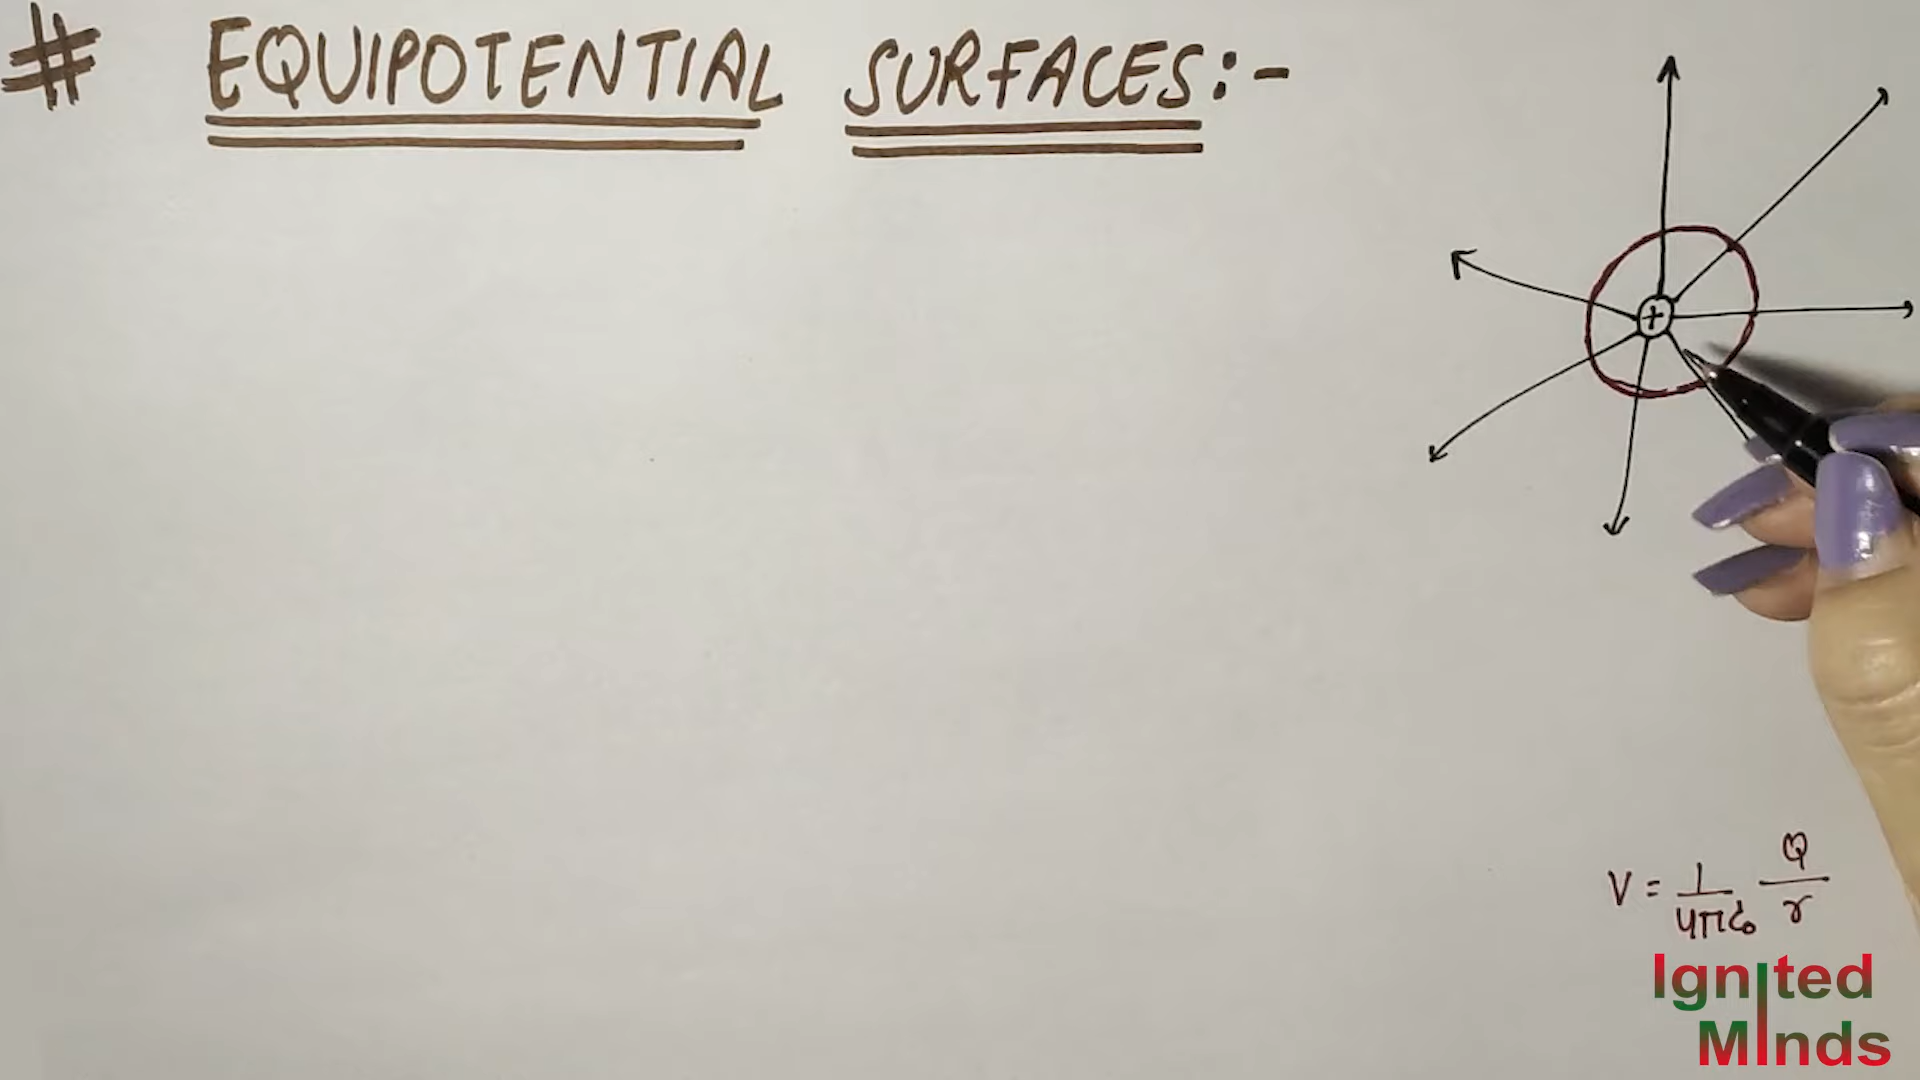 # EQUIPOTENTIAL SURFACES:-
+
V = 1/4πε₀ Q/r
Ignited
Minds